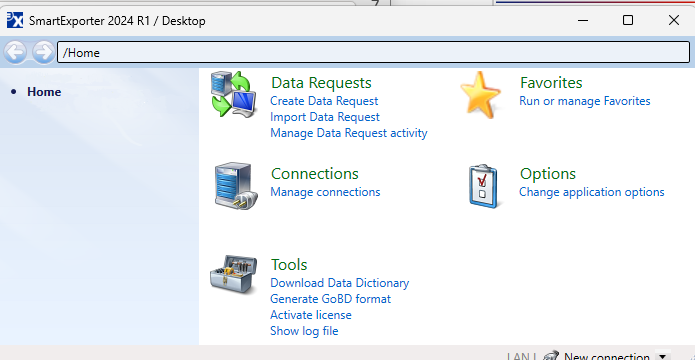 SmartExporter 2024 R1 / Desktop
/Home
Home
Data Requests
Create Data Request
Import Data Request
Manage Data Request activity
Favorites
Run or manage Favorites
Connections
Manage connections
Options
Change application options
Tools
Download Data Dictionary
Generate GoBD format
Activate license
Show log file
New connection